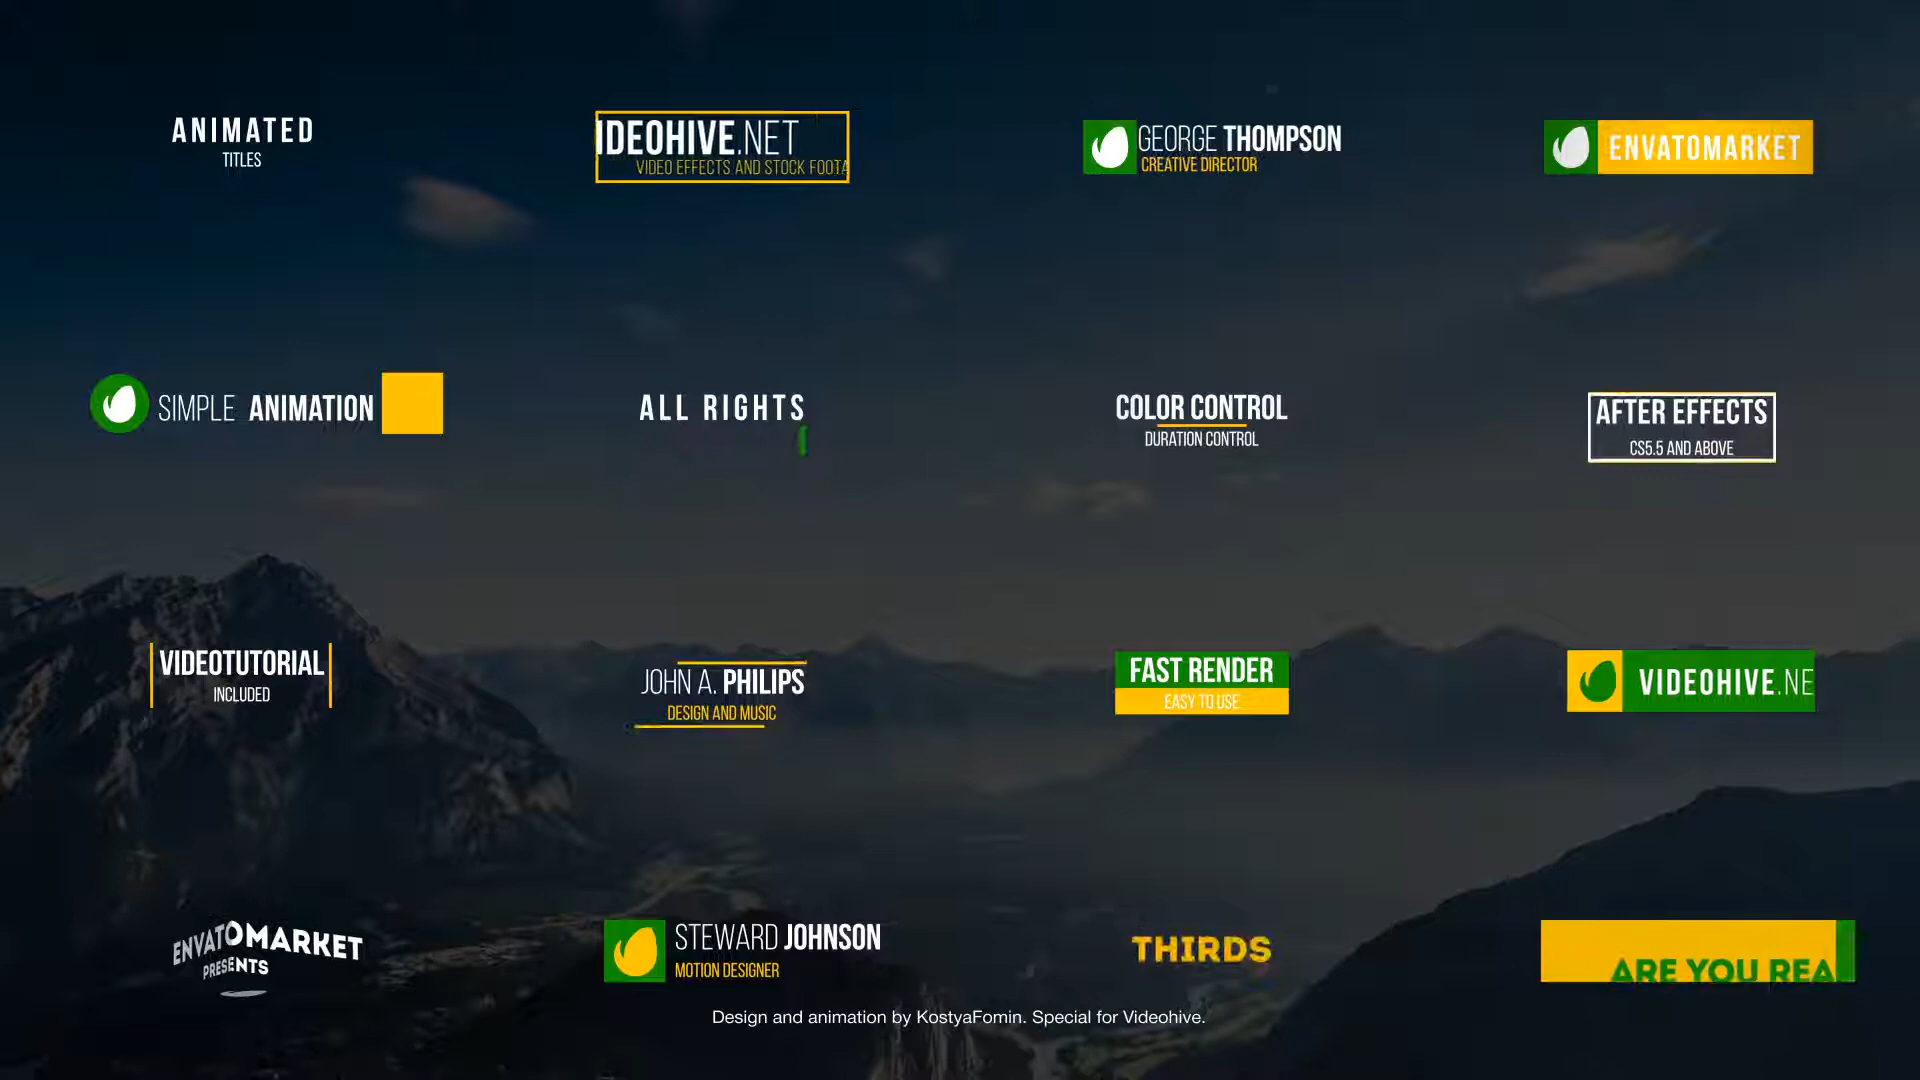 ANIMATED
TITLES
IDEOHIVE.NET
VIDEO EFFECTS AND STOCK FOOTA
GEORGE THOMPSON
CREATIVE DIRECTOR
ENVATOMARKET
SIMPLE ANIMATION
ALL RIGHTS
COLOR CONTROL
DURATION CONTROL
AFTER EFFECTS
CS5.5 AND ABOVE
VIDEOTUTORIAL
INCLUDED
JOHN A. PHILIPS
DESIGN AND MUSIC
FAST RENDER
EASY TO USE
VIDEOHIVE.NE
ENVATOMARKET
PRESENTS
STEWARD JOHNSON
MOTION DESIGNER
THIRDS
ARE YOU REA
Design and animation by KostyaFomin. Special for Videohive.